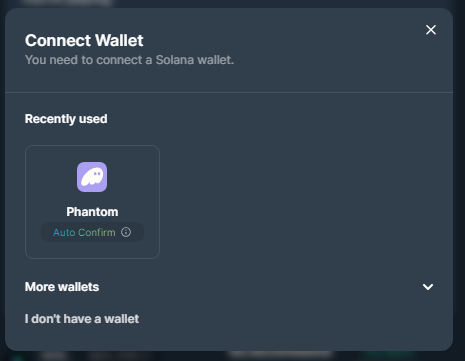 Connect Wallet
You need to connect a Solana wallet.
Recently used
Phantom
Auto Confirm
More wallets
I don't have a wallet